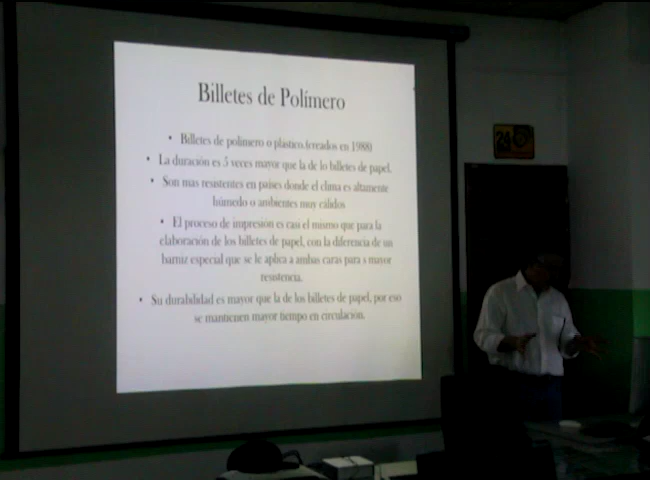 Billetes de Polímero
• Billetes de polimero o plastico.(creados en 1988)
• La duración es 5 veces mayor que la de lo billetes de papel.
• Son mas resistentes en paises donde el clima es altamente
húmedo o ambientes muy cálidos
• El proceso de impresión es casi el mismo que para la
elaboración de los billetes de papel, con la diferencia de un
barniz especial que se le aplica a ambas caras para s mayor
resistencia.
• Su durabilidad es mayor que la de los billetes de papel, por eso
se mantienen mayor tiempo en circulación.